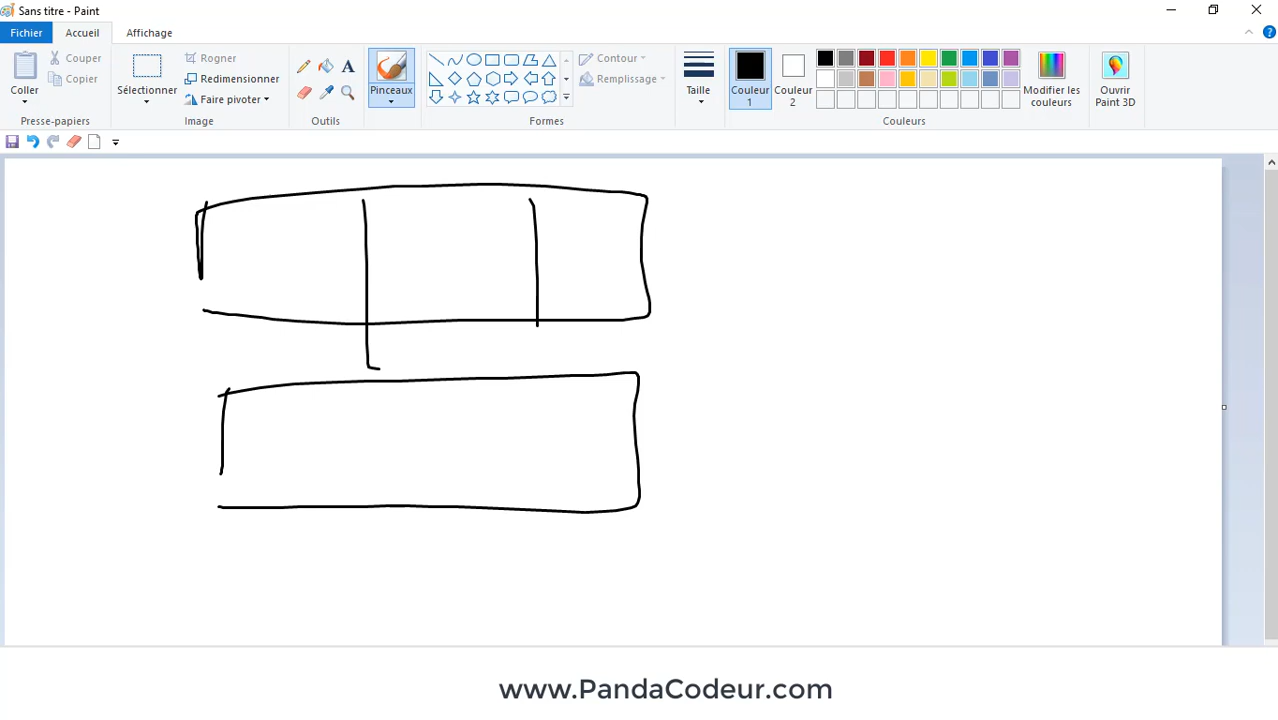 Sans titre - Paint
Fichier Accueil Affichage
Coller
Couper
Copier
Presse-papiers
Sélectionner
Rogner
Redimensionner
Faire pivoter
Image
A
Outils
Pinceaux
Contour
Remplissage
Formes
Taille
Couleur 1
Couleur 2
Modifier les couleurs
Couleurs
Ouvrir Paint 3D
www.PandaCodeur.com